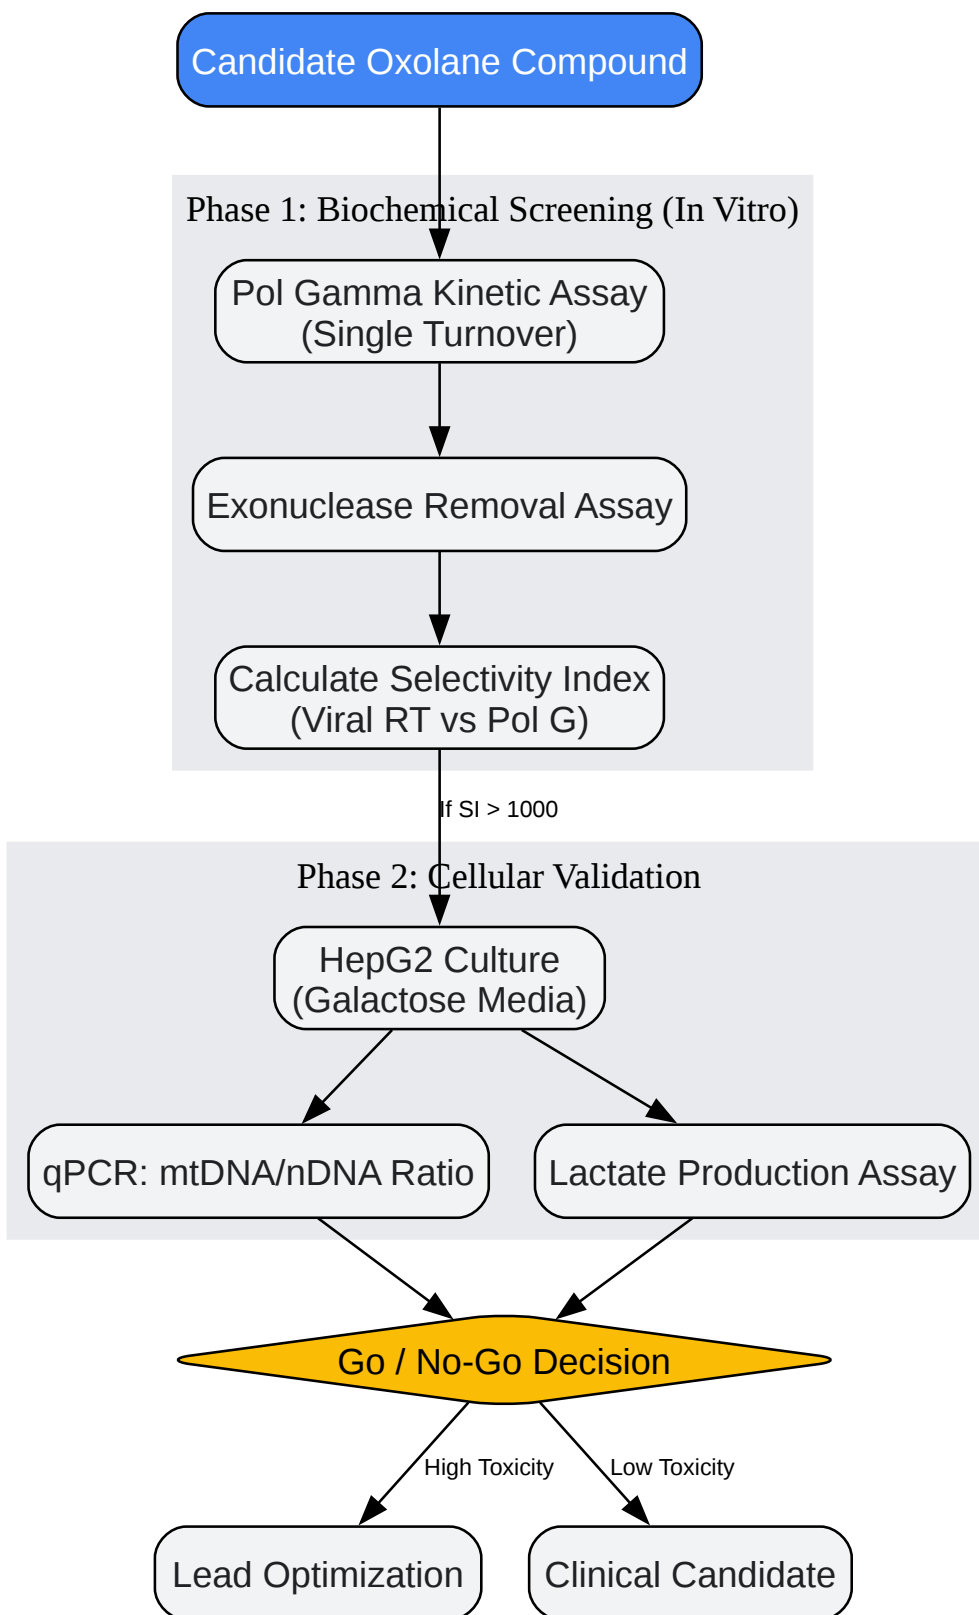 Candidate Oxolane Compound
Phase 1: Biochemical Screening (In Vitro)
Pol Gamma Kinetic Assay
(Single Turnover)
Exonuclease Removal Assay
Calculate Selectivity Index
(Viral RT vs Pol G)
If SI > 1000
Phase 2: Cellular Validation
HepG2 Culture
(Galactose Media)
qPCR: mtDNA/nDNA Ratio
Lactate Production Assay
Go / No-Go Decision
High Toxicity
Low Toxicity
Lead Optimization
Clinical Candidate